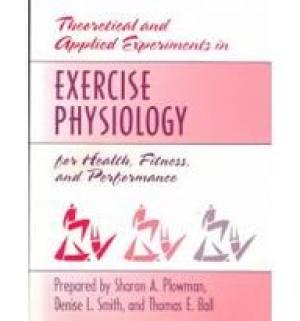 Theoretical and
Applied Experiments in
EXERCISE
PHYSIOLOGY
for Health, Fitness,
and Performance
Prepared by Sharon A. Plowman,
Denise L. Smith, and Thomas E. Ball